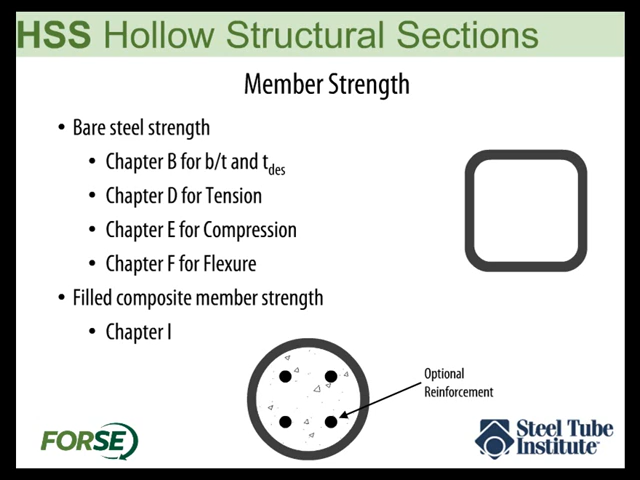 HSS Hollow Structural Sections
Member Strength
• Bare steel strength
• Chapter B for b/t and tdes
• Chapter D for Tension
• Chapter E for Compression
• Chapter F for Flexure
• Filled composite member strength
• Chapter I
Optional
Reinforcement
FORSE
Steel Tube
Institute